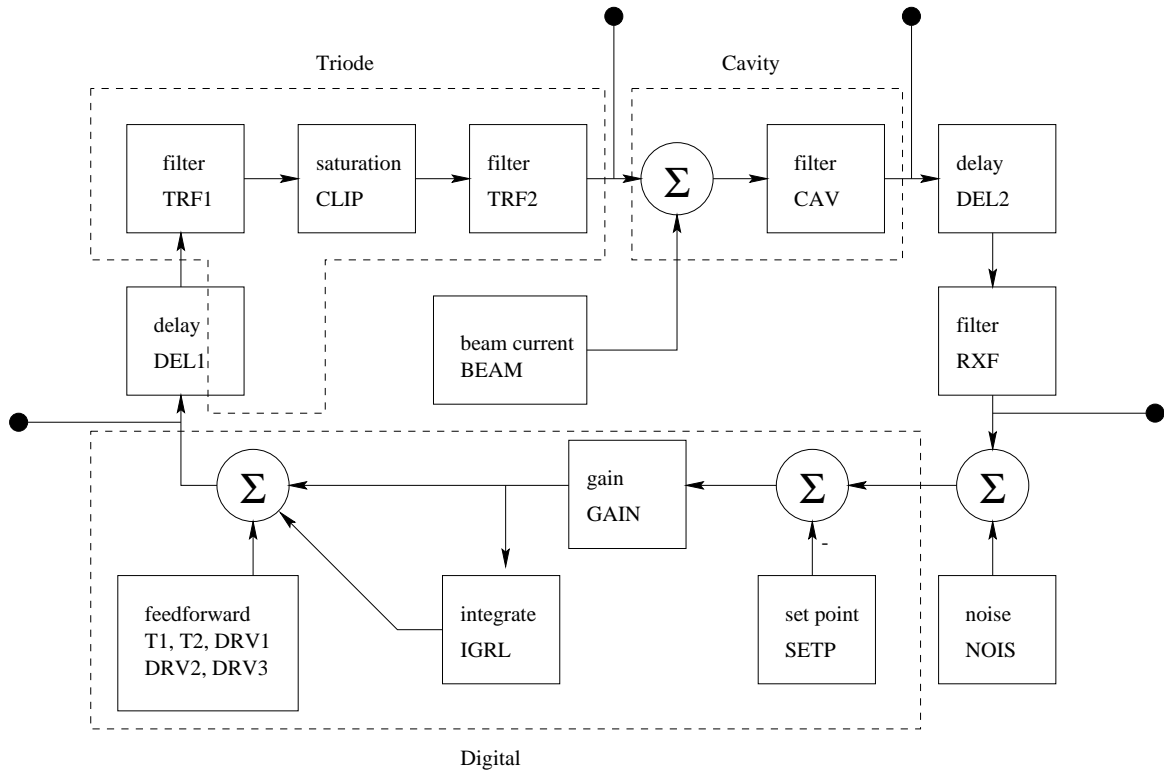 Triode
Cavity
filter
TRF1
saturation
CLIP
filter
TRF2
Σ
filter
CAV
delay
DEL2
delay
DEL1
beam current
BEAM
filter
RXF
Σ
gain
GAIN
Σ
Σ
-
feedforward
T1, T2, DRV1
DRV2, DRV3
integrate
IGRL
set point
SETP
noise
NOIS
Digital